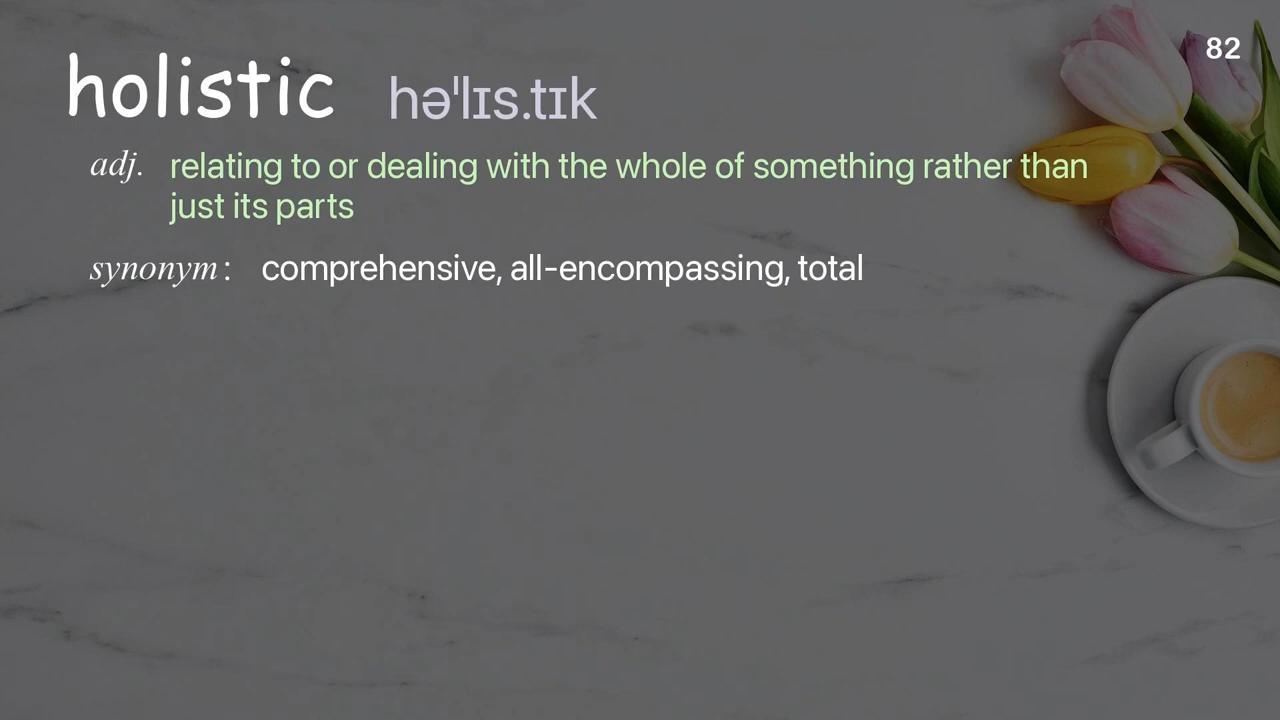 82
holistic həˈlɪs.tɪk
adj. relating to or dealing with the whole of something rather than
just its parts
synonym: comprehensive, all-encompassing, total